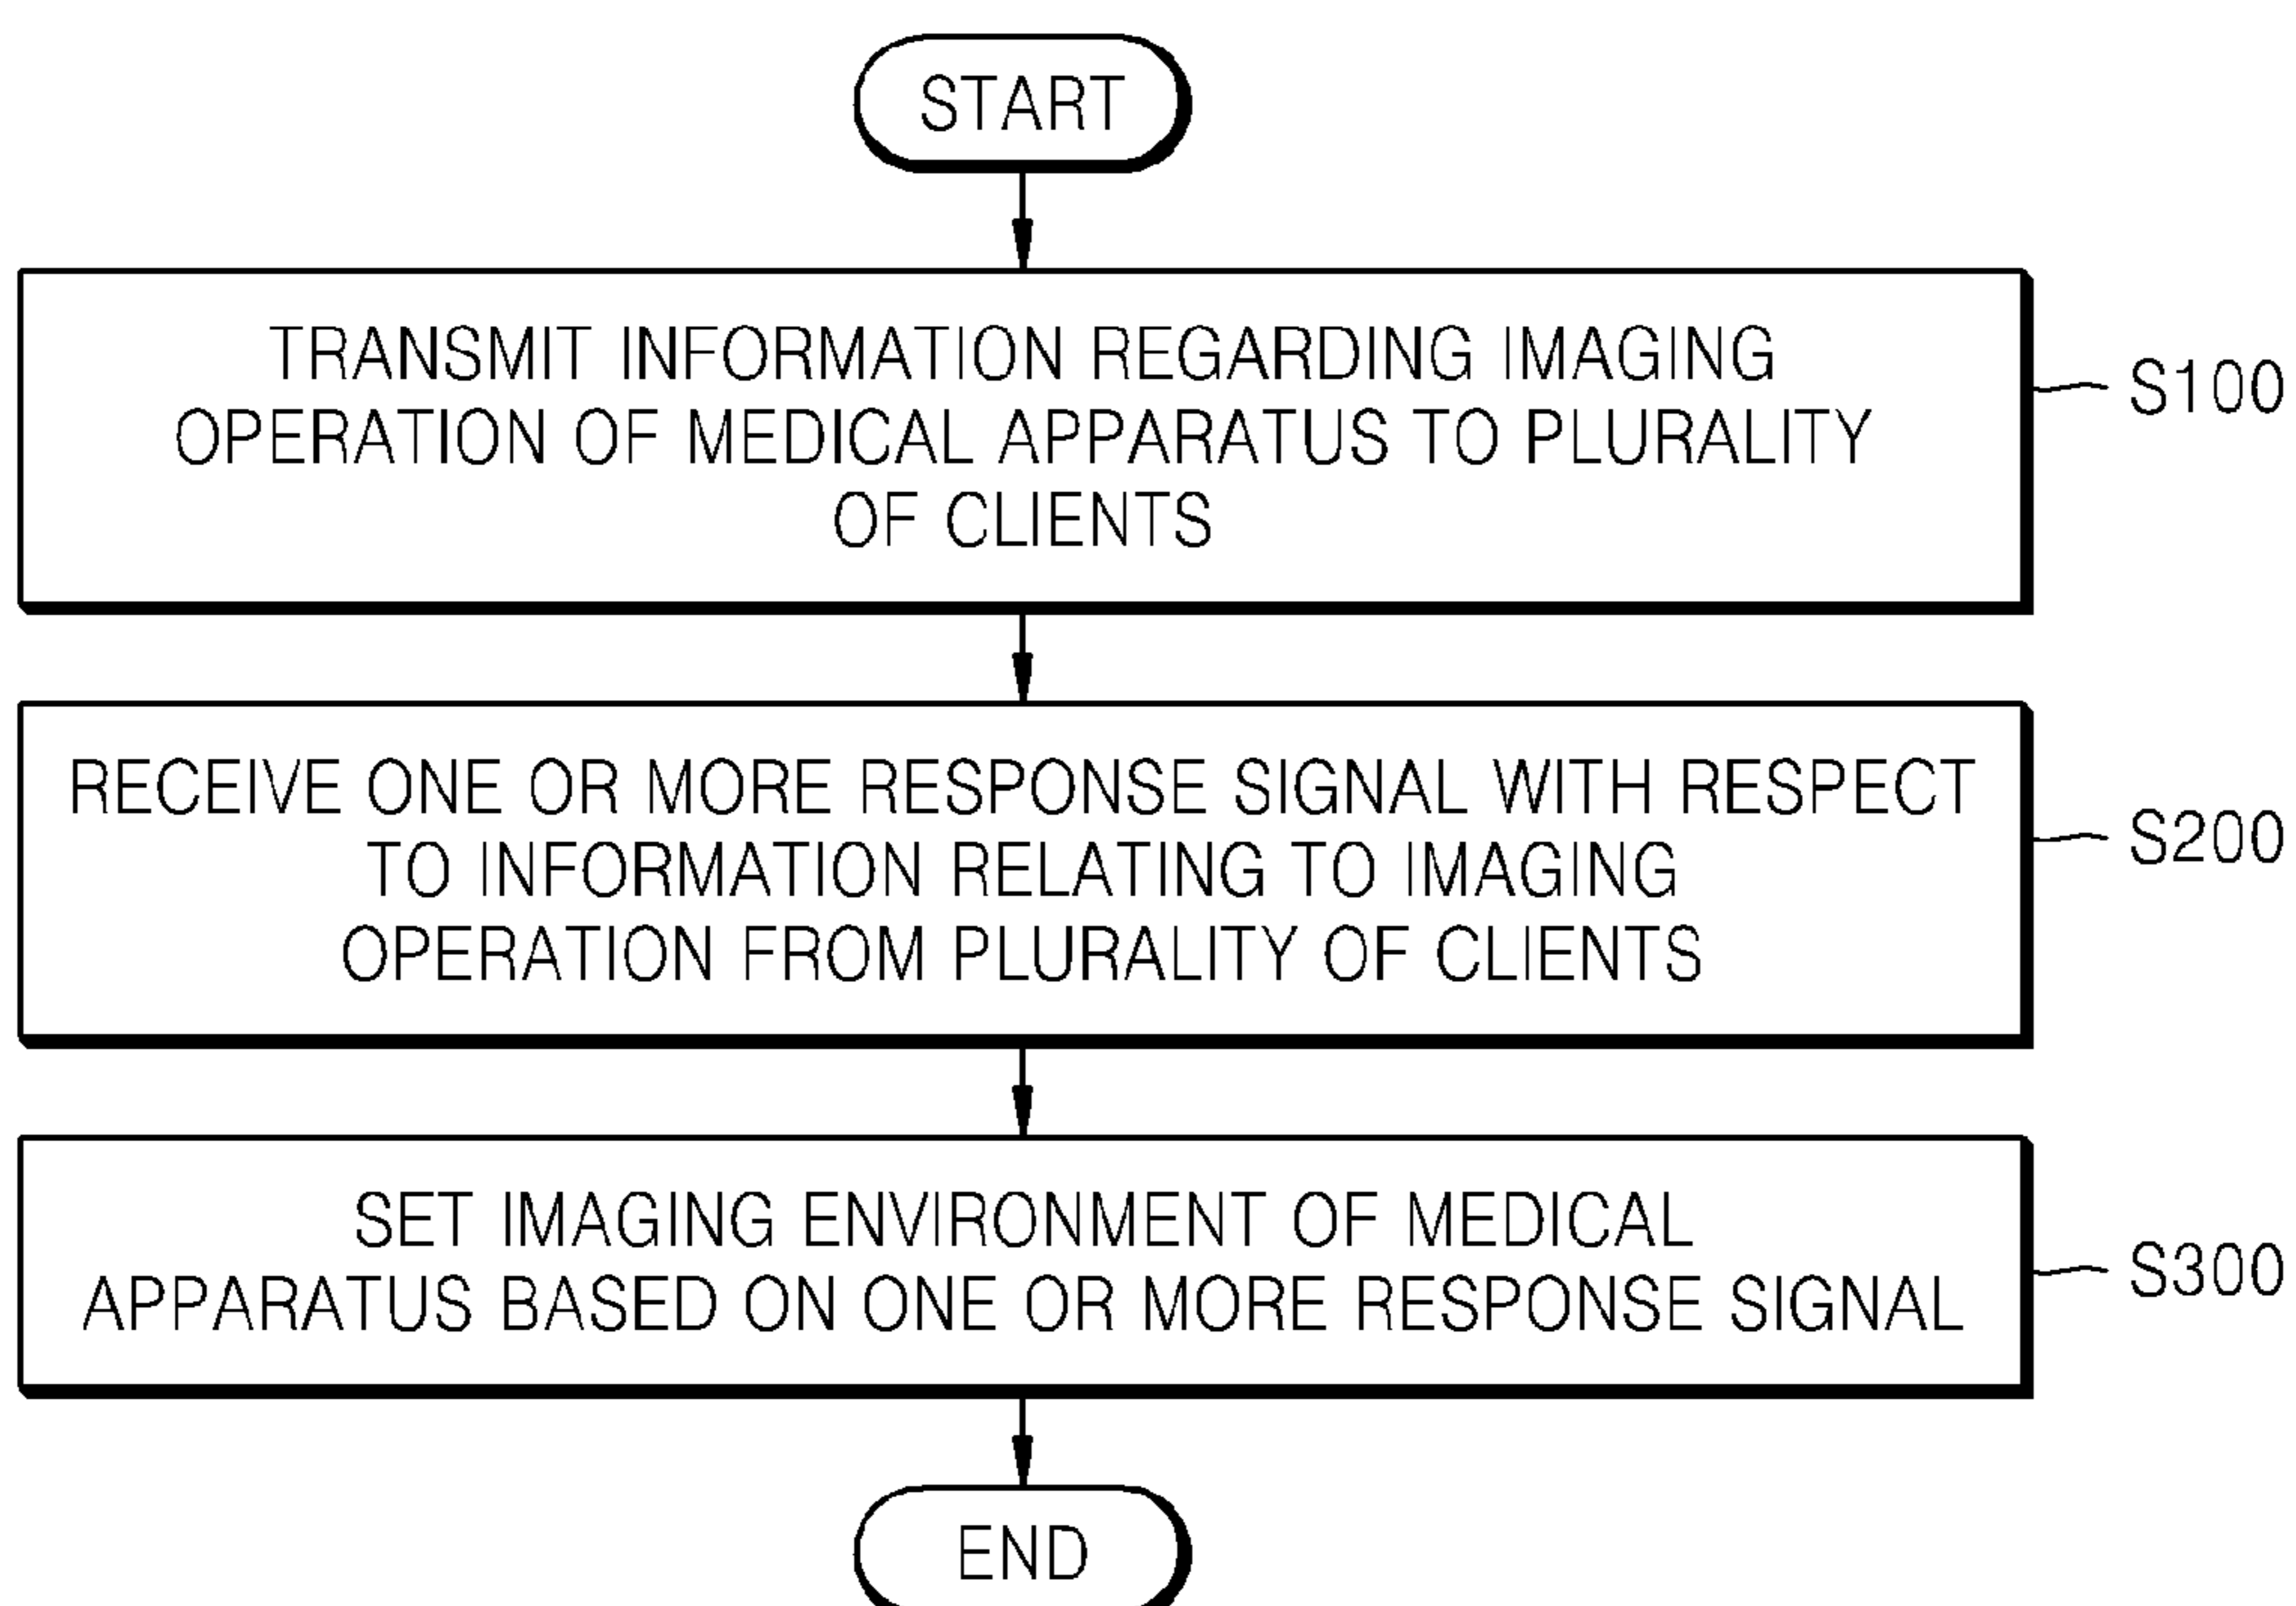 START
TRANSMIT INFORMATION REGARDING IMAGING
OPERATION OF MEDICAL APPARATUS TO PLURALITY
OF CLIENTS
S100
RECEIVE ONE OR MORE RESPONSE SIGNAL WITH RESPECT
TO INFORMATION RELATING TO IMAGING
OPERATION FROM PLURALITY OF CLIENTS
S200
SET IMAGING ENVIRONMENT OF MEDICAL
APPARATUS BASED ON ONE OR MORE RESPONSE SIGNAL
S300
END